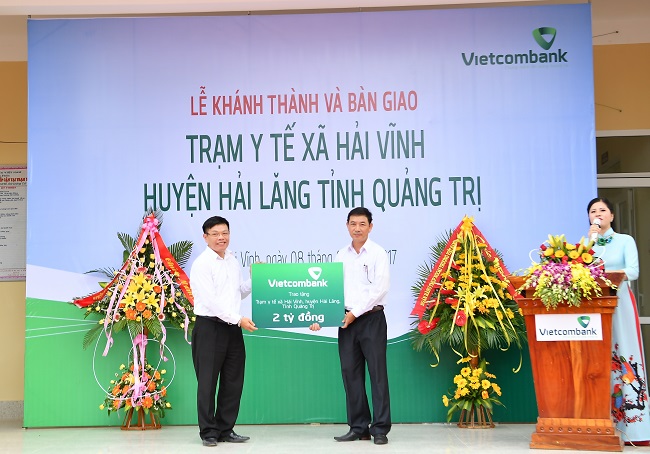 Vietcombank
LỄ KHÁNH THÀNH VÀ BÀN GIAO
TRẠM Y TẾ XÃ HẢI VĨNH
HUYỆN HẢI LĂNG TỈNH QUẢNG TRỊ
Vĩnh, ngày 08 tháng
Vietcombank
Trao tặng
Trạm y tế xã Hải Vĩnh, huyện Hải Lăng,
Tỉnh Quảng Trị
2 tỷ đồng
Vietcombank